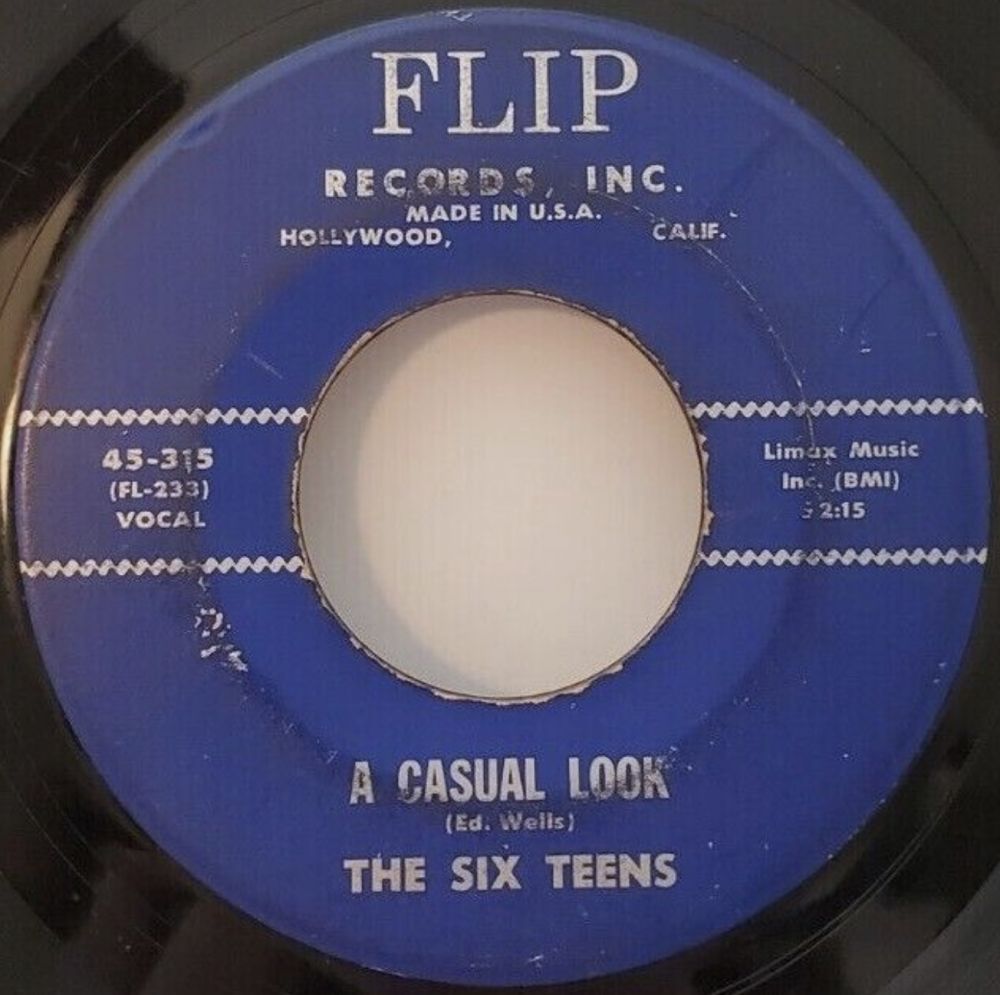 FLIP
RECORDS, INC.
MADE IN U.S.A.
HOLLYWOOD, CALIF.
45-315
(FL-233)
VOCAL
Limax Music
Inc. (BMI)
2:15
A CASUAL LOOK
(Ed. Wells)
THE SIX TEENS